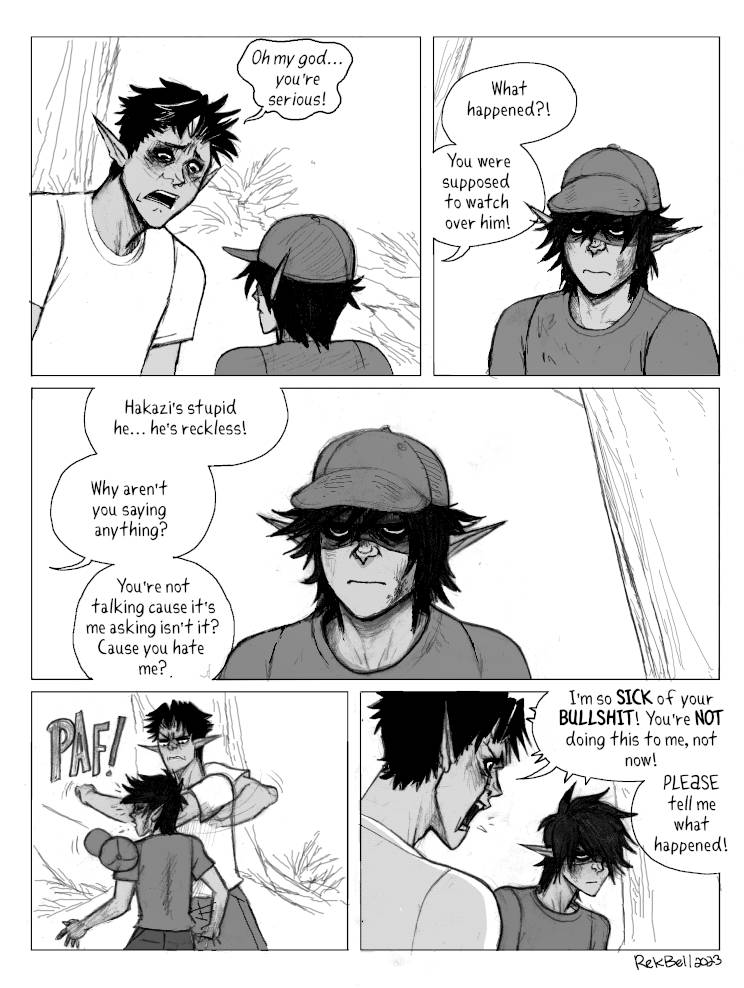 Oh my god...
you're
serious!
What
happened?!
You were
supposed
to watch
over him!
Hakazi's stupid
he... he's reckless!
Why aren't
you saying
anything?
You're not
talking cause it's
me asking isn't it?
Cause you hate
me?
PAF!
I'm so SICK of your
BULLSHIT! You're NOT
doing this to me, not
now!
PLEASE
tell me
what
happened!
RekBell2023